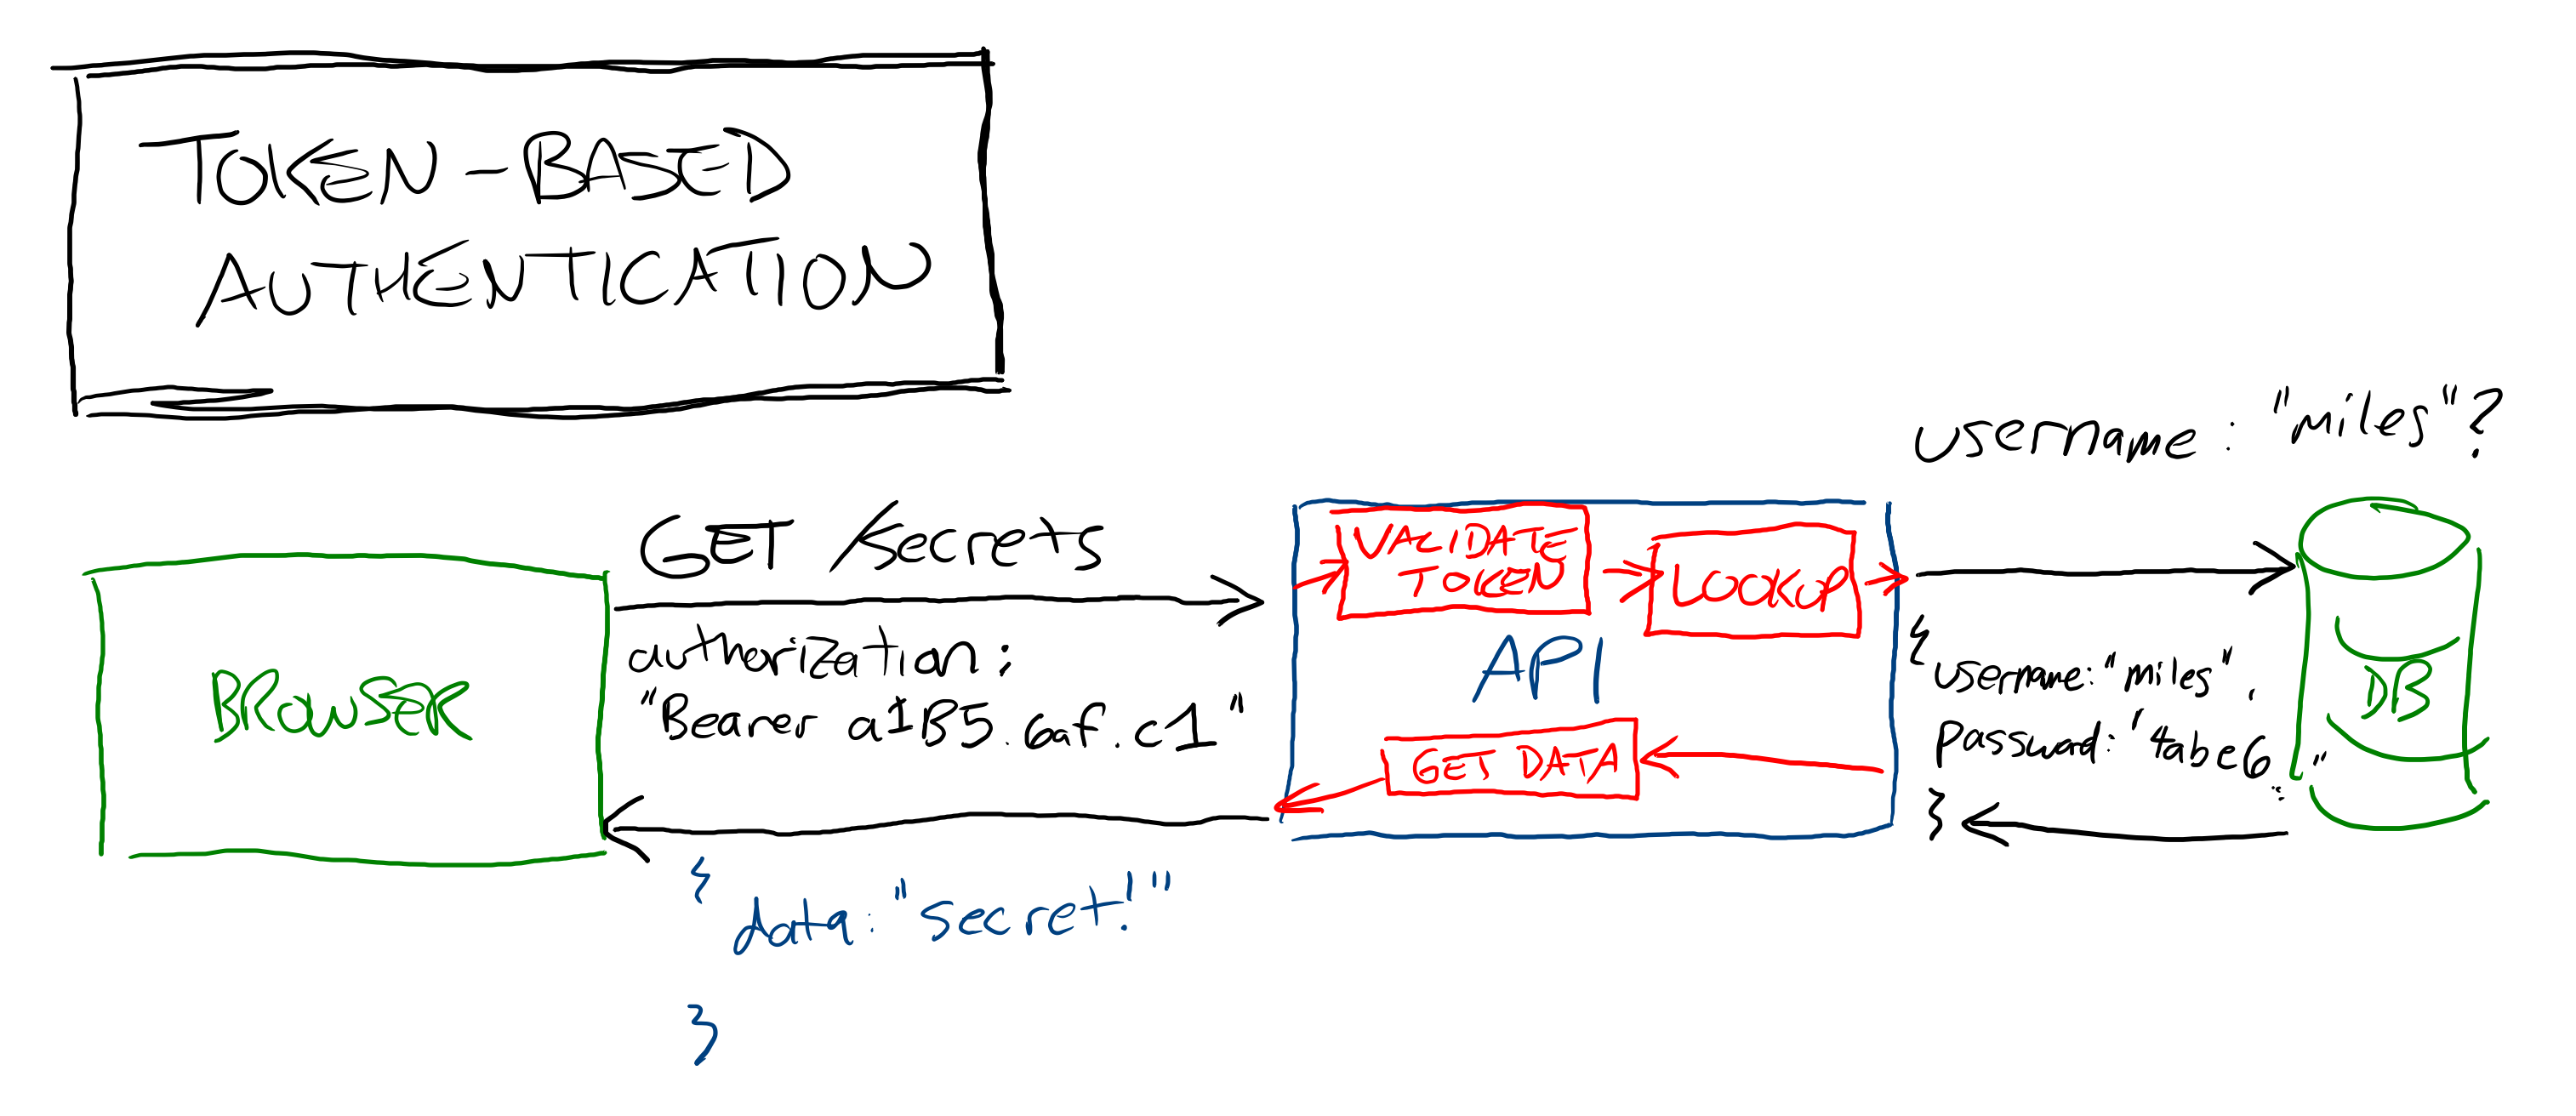 TOKEN-BASED
AUTHENTICATION
username: "miles"?
GET /secrets
authorization:
"Bearer a1B5.6af.c1"
BROWSER
VALIDATE
TOKEN
LOOKUP
API
GET DATA
{
username: "miles",
password: "4abe6..."
}
DB
{
data: "secret!"
}